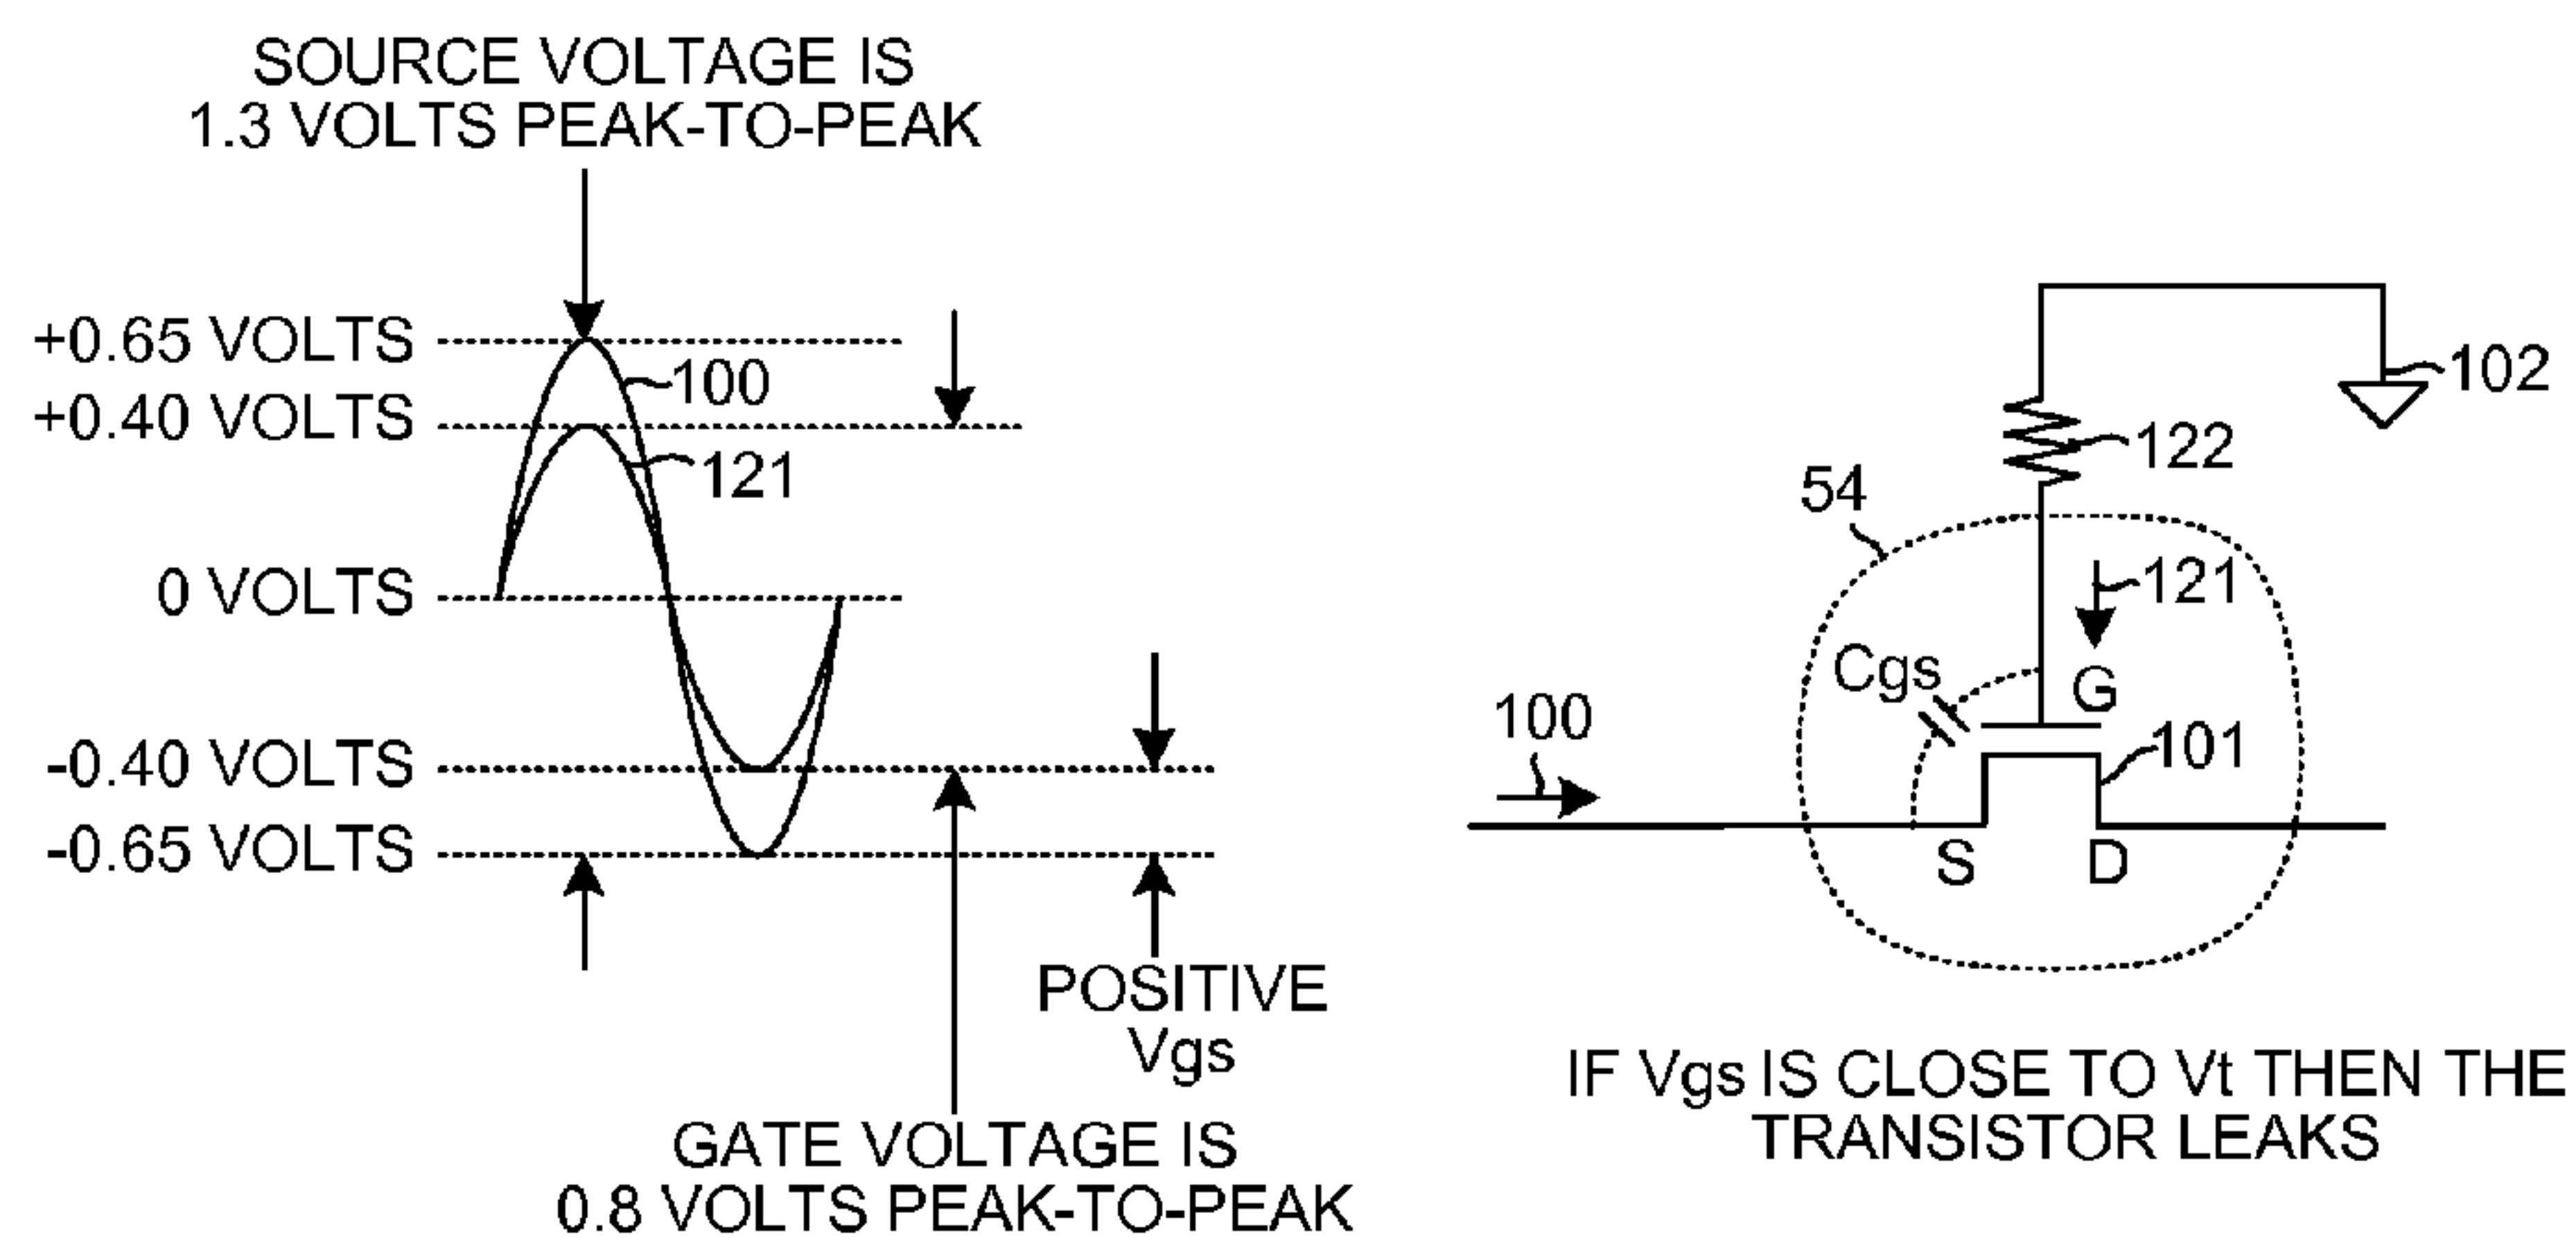 SOURCE VOLTAGE IS
1.3 VOLTS PEAK-TO-PEAK
+0.65 VOLTS
100
+0.40 VOLTS
121
0 VOLTS
-0.40 VOLTS
-0.65 VOLTS
POSITIVE
Vgs
GATE VOLTAGE IS
0.8 VOLTS PEAK-TO-PEAK
102
122
54
121
Cgs
G
100
101
S
D
IF Vgs IS CLOSE TO Vt THEN THE
TRANSISTOR LEAKS